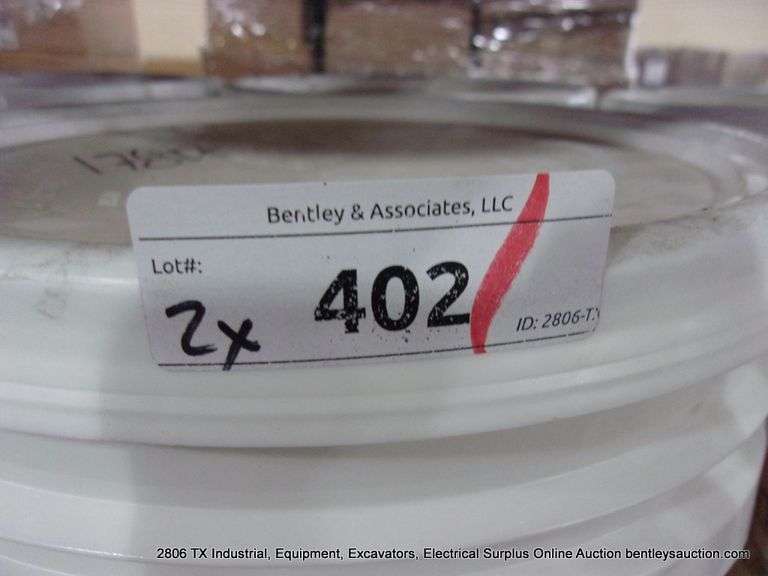 Bentley & Associates, LLC
Lot#:
402
2x
ID: 2806-TX
2806 TX Industrial, Equipment, Excavators, Electrical Surplus Online Auction bentleysauction.com